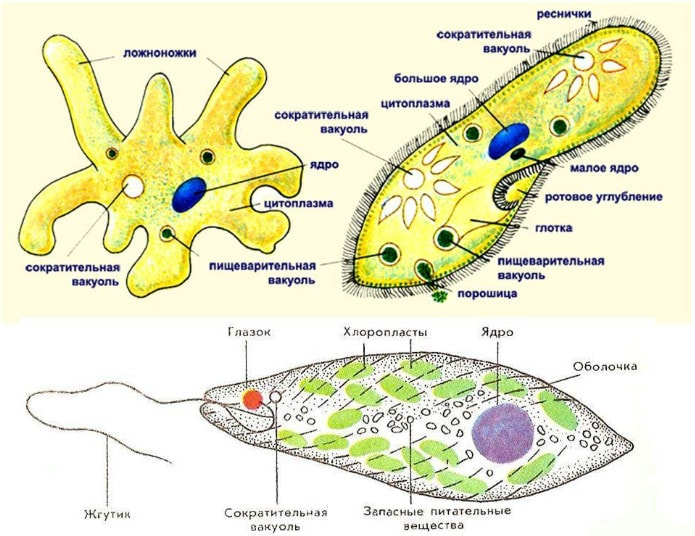 ложноножки
ядро
цитоплазма
сократительная
вакуоль
пищеварительная
вакуоль
реснички
сократительная
вакуоль
большое ядро
цитоплазма
сократительная
вакуоль
малое ядро
ротовое углубление
глотка
пищеварительная
вакуоль
порошица
Глазок
Хлоропласты
Ядро
Оболочка
Жгутик
Сократительная
вакуоль
Запасные питательные
вещества